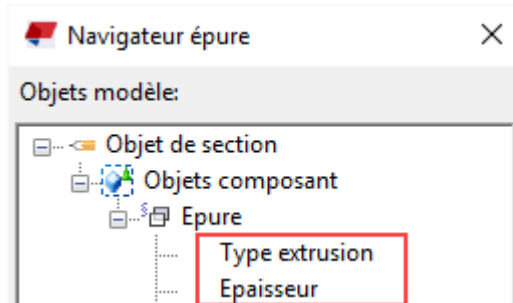 Navigateur épure
Objets modèle:
Objet de section
Objets composant
Epure
Type extrusion
Epaisseur